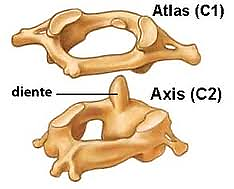 Atlas (C1)
diente
Axis (C2)